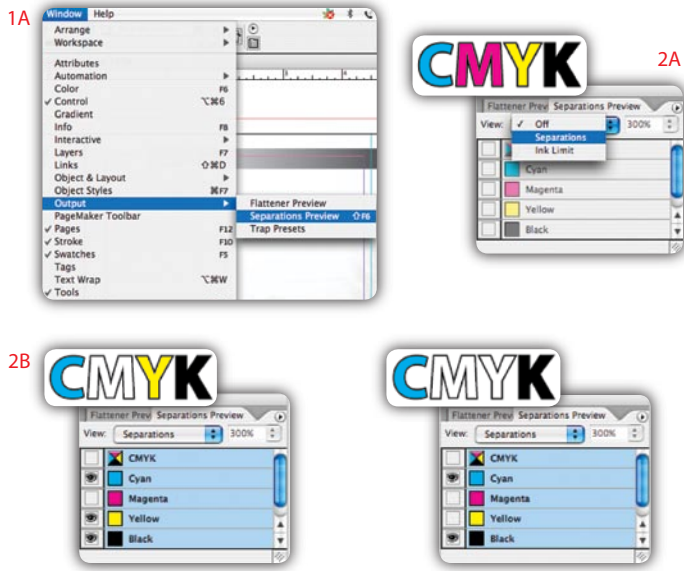 1A
Window Help
Arrange
Workspace
Attributes
Automation
Color F6
✓ Control ⌥⌘6
Gradient
Info F8
Interactive
Layers F7
Links ⇧⌘D
Object & Layout
Object Styles ⌘F7
Output
PageMaker Toolbar
✓ Pages F12
✓ Stroke F10
✓ Swatches F5
Tags
Text Wrap ⌥⌘W
✓ Tools
Flattener Preview
Separations Preview ⇧F6
Trap Presets
3
4
CMYK
2A
Flattener Prev Separations Preview
View: ✓ Off 300%
Separations
Ink Limit
Cyan
Magenta
Yellow
Black
2B
CMYK
Flattener Prev Separations Preview
View: Separations 300%
CMYK
Cyan
Magenta
Yellow
Black
CMYK
Flattener Prev Separations Preview
View: Separations 300%
CMYK
Cyan
Magenta
Yellow
Black